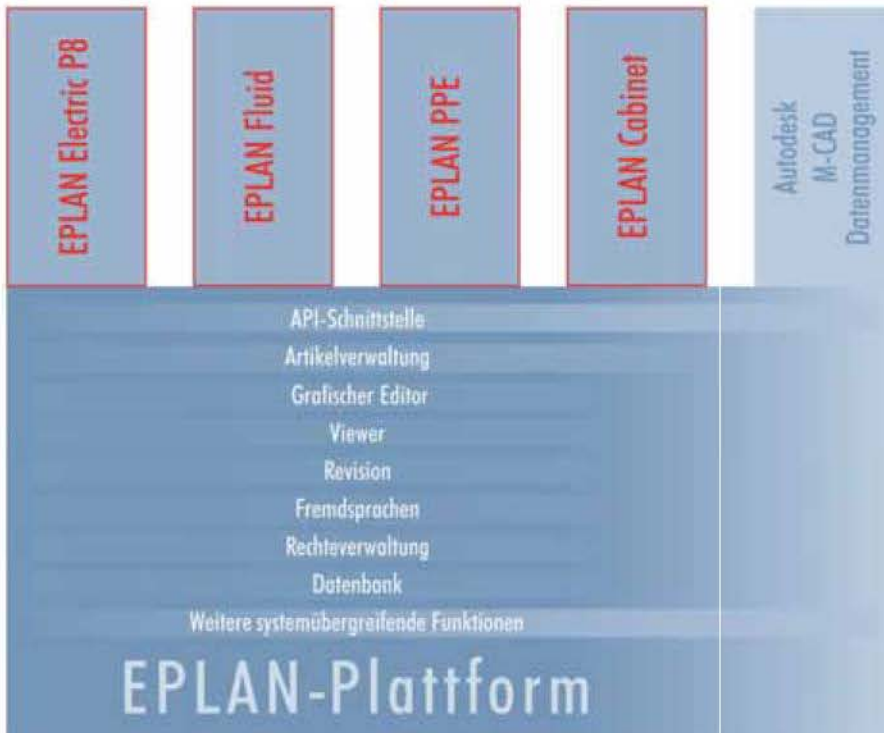 EPLAN Electric P8
EPLAN Fluid
EPLAN PPE
EPLAN Cabinet
Autodesk
M-CAD
Datenmanagement
API-Schnittstelle
Artikelverwaltung
Grafischer Editor
Viewer
Revision
Fremdsprachen
Rechteverwaltung
Datenbank
Weitere systemübergreifende Funktionen
EPLAN-Plattform